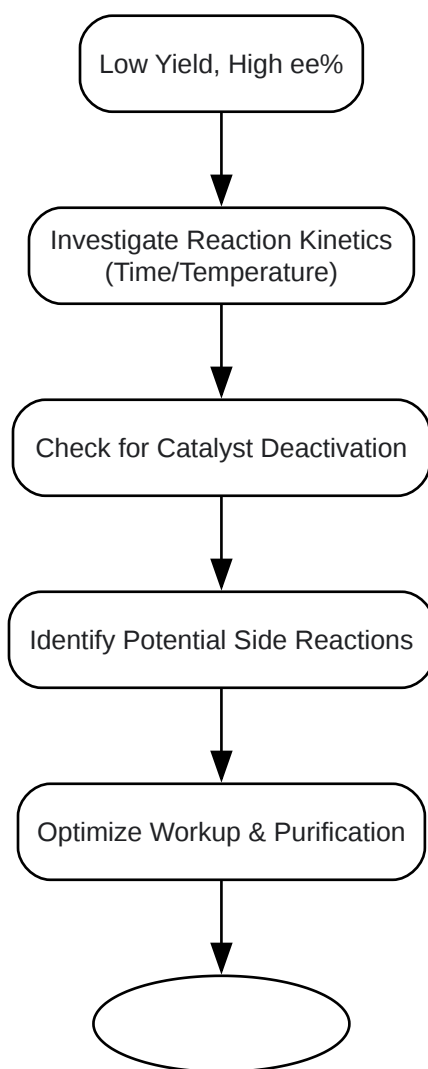 Low Yield, High ee%
Investigate Reaction Kinetics
(Time/Temperature)
Check for Catalyst Deactivation
Identify Potential Side Reactions
Optimize Workup & Purification